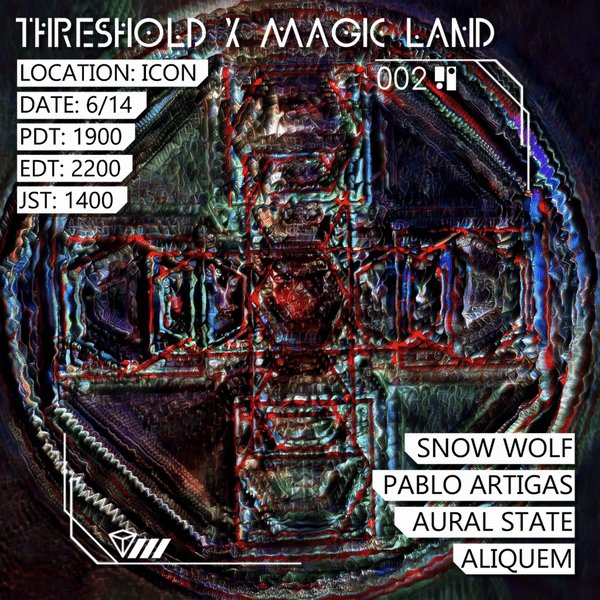 THRESHOLD X MAGIC LAND
LOCATION: ICON
002
DATE: 6/14
PDT: 1900
EDT: 2200
JST: 1400
SNOW WOLF
PABLO ARTIGAS
AURAL STATE
ALIQUEM